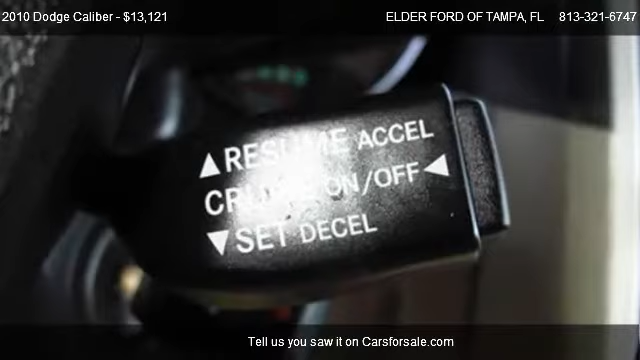 2010 Dodge Caliber - $13,121
ELDER FORD OF TAMPA, FL 813-321-6747
▲RESUME ACCEL
CRUISE ON/OFF◀
▼SET DECEL
Tell us you saw it on Carsforsale.com